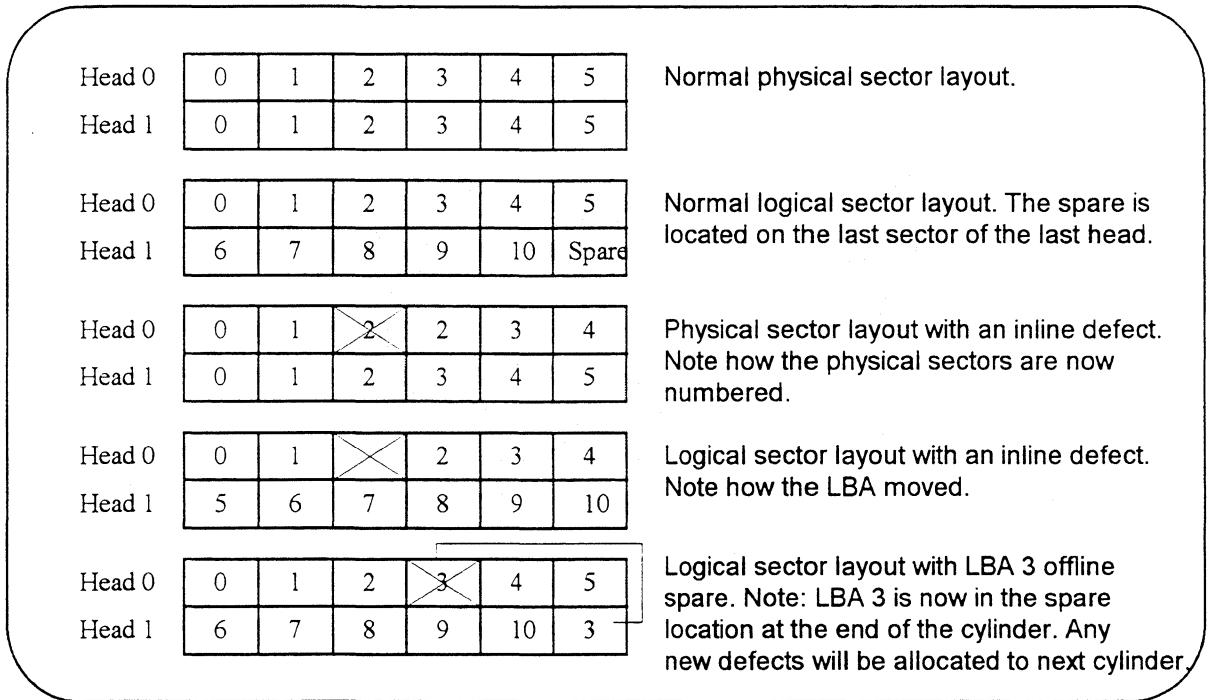 Head 0 0 1 2 3 4 5 Normal physical sector layout.
Head 1 0 1 2 3 4 5
Head 0 0 1 2 3 4 5 Normal logical sector layout. The spare is
Head 1 6 7 8 9 10 Spare located on the last sector of the last head.
Head 0 0 1 2 2 3 4 Physical sector layout with an inline defect.
Head 1 0 1 2 3 4 5 Note how the physical sectors are now
numbered.
Head 0 0 1 2 3 4 Logical sector layout with an inline defect.
Head 1 5 6 7 8 9 10 Note how the LBA moved.
Head 0 0 1 2 3 4 5 Logical sector layout with LBA 3 offline
spare. Note: LBA 3 is now in the spare
Head 1 6 7 8 9 10 3 location at the end of the cylinder. Any
new defects will be allocated to next cylinder.